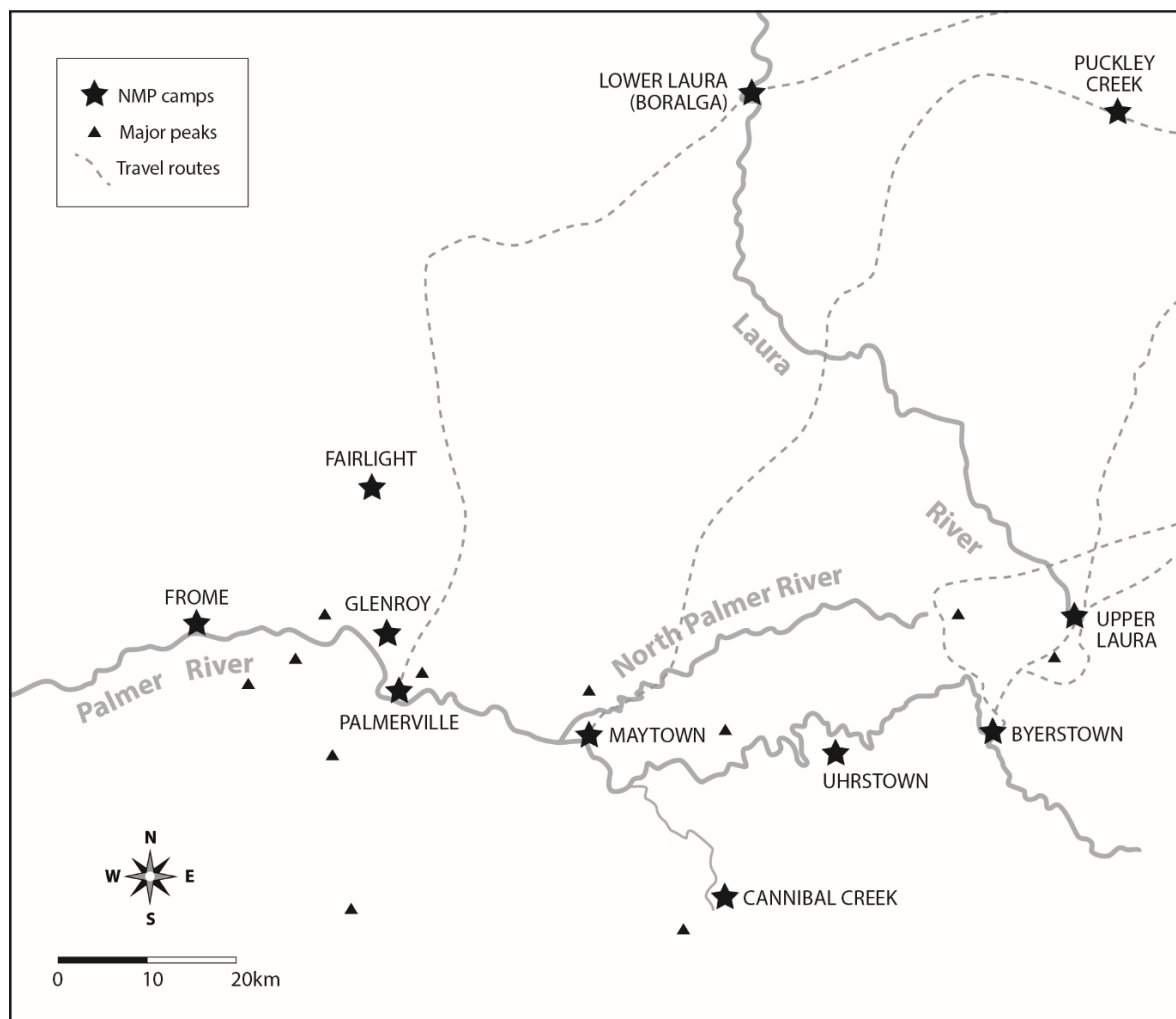 NMP camps
Major peaks
Travel routes
LOWER LAURA
(BORALGA)
PUCKLEY
CREEK
Laura
River
FAIRLIGHT
FROME
GLENROY
Palmer River
PALMERVILLE
North Palmer River
MAYTOWN
UHRSTOWN
UPPER
LAURA
BYERSTOWN
CANNIBAL CREEK
N
W E
S
0 10 20km